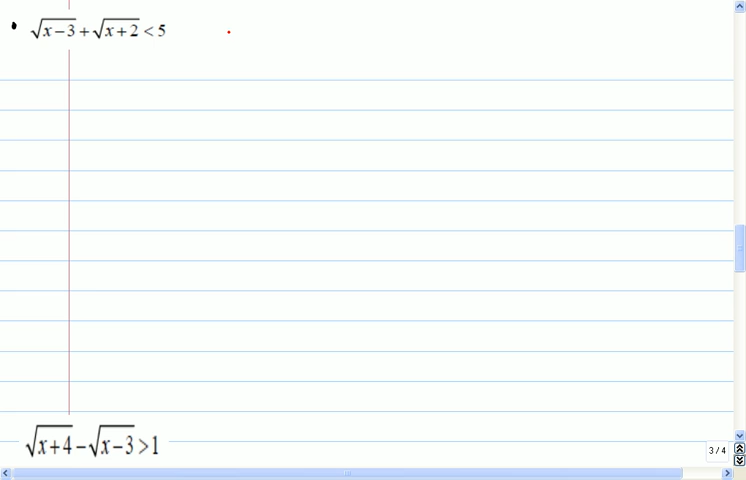 √(x−3) + √(x+2) < 5
√(x+4) − √(x−3) > 1
3 / 4